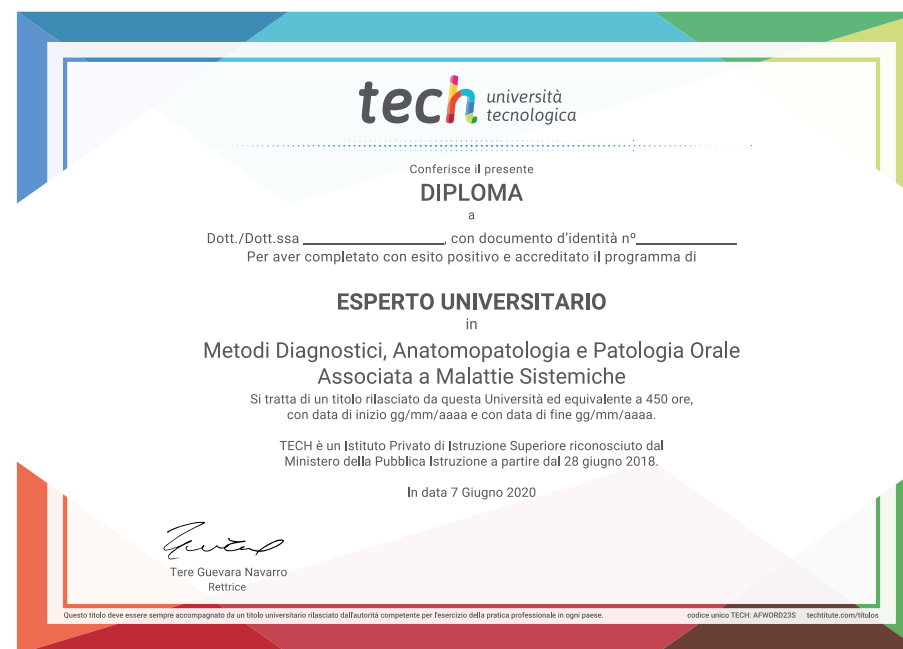 tech università
tecnologica
Conferisce il presente
DIPLOMA
a
Dott./Dott.ssa ____________________, con documento d'identità nº______________
Per aver completato con esito positivo e accreditato il programma di
ESPERTO UNIVERSITARIO
in
Metodi Diagnostici, Anatomopatologia e Patologia Orale
Associata a Malattie Sistemiche
Si tratta di un titolo rilasciato da questa Università ed equivalente a 450 ore,
con data di inizio gg/mm/aaaa e con data di fine gg/mm/aaaa.
TECH è un Istituto Privato di Istruzione Superiore riconosciuto dal
Ministero della Pubblica Istruzione a partire dal 28 giugno 2018.
In data 7 Giugno 2020
Tere Guevara Navarro
Rettrice
Questo titolo deve essere sempre accompagnato da un titolo universitario rilasciato dall'autorità competente per l'esercizio della pratica professionale in ogni paese. codice unico TECH: AFWORD23S techtitute.com/titulos